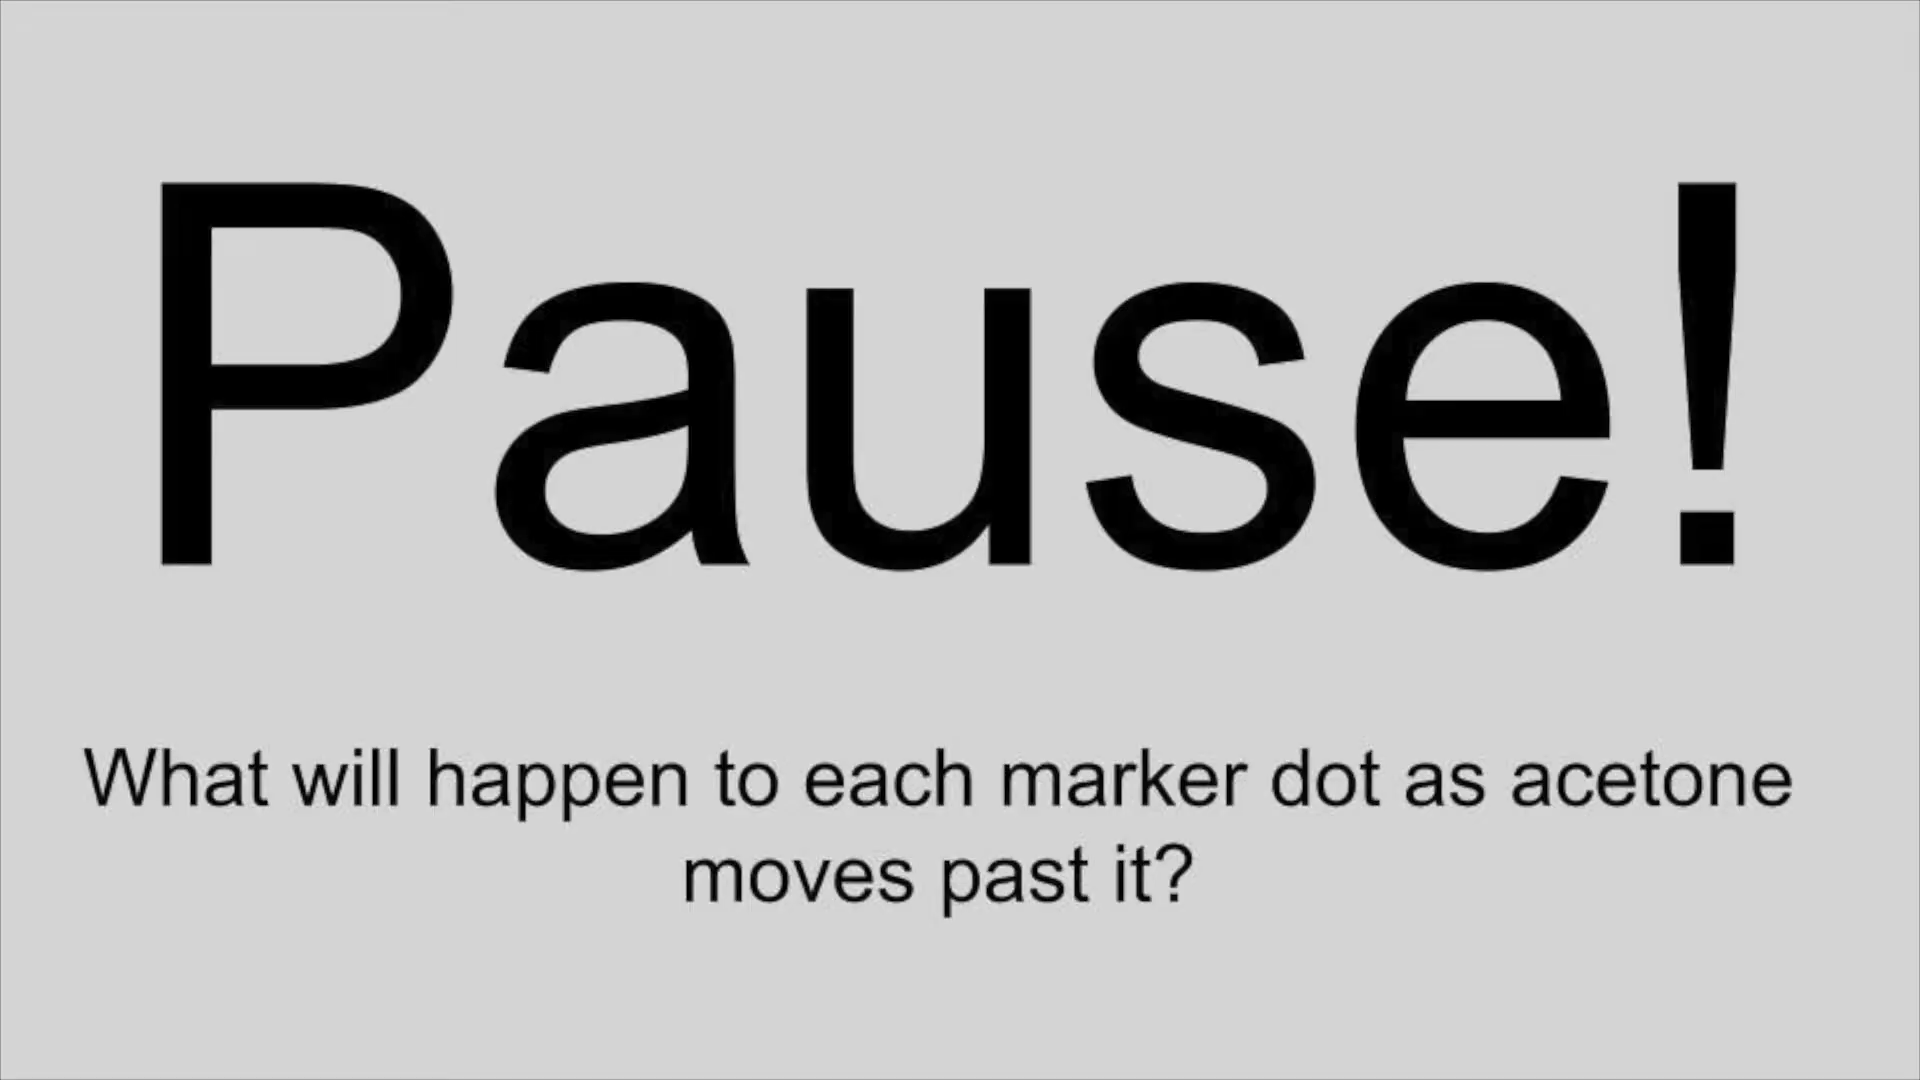 Pause!
What will happen to each marker dot as acetone
moves past it?